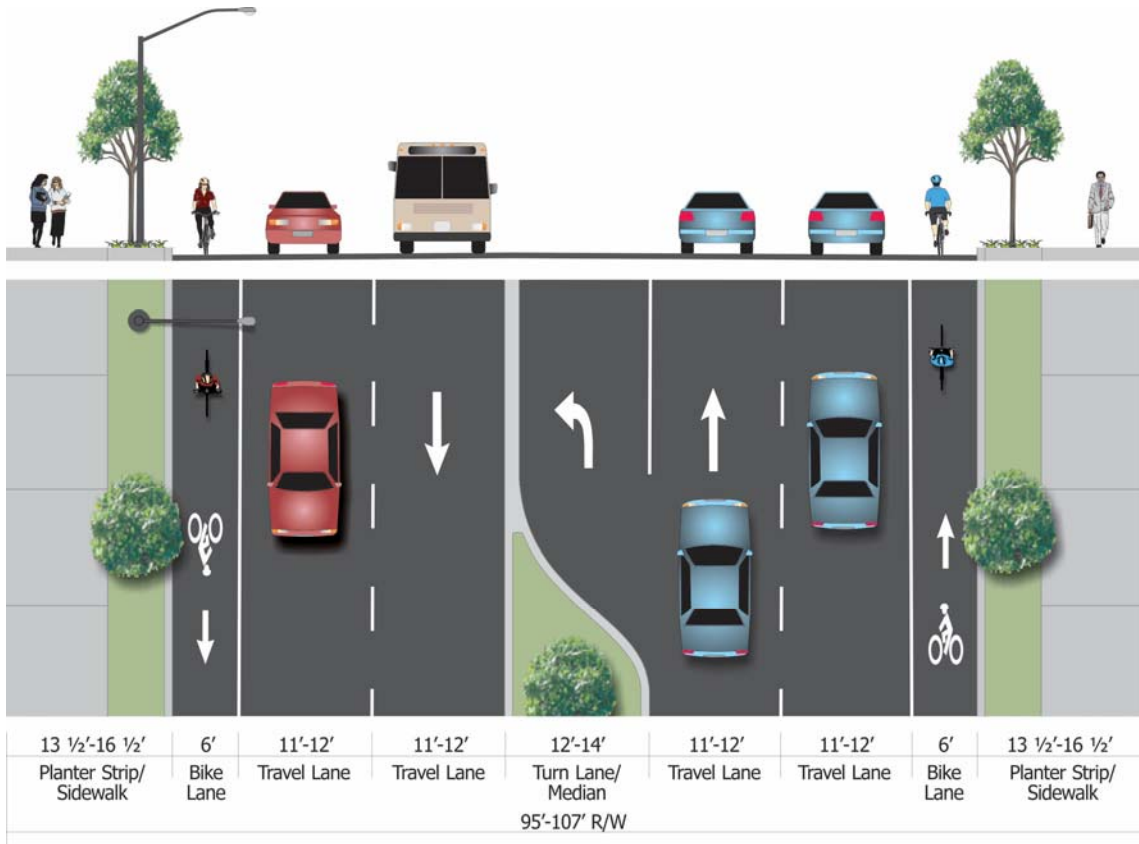 13 ½’-16 ½’ 6’ 11’-12’ 11’-12’ 12’-14’ 11’-12’ 11’-12’ 6’ 13 ½’-16 ½’
Planter Strip/ Bike Travel Lane Travel Lane Turn Lane/ Travel Lane Travel Lane Bike Planter Strip/
Sidewalk Lane Median Lane Sidewalk
95’-107’ R/W